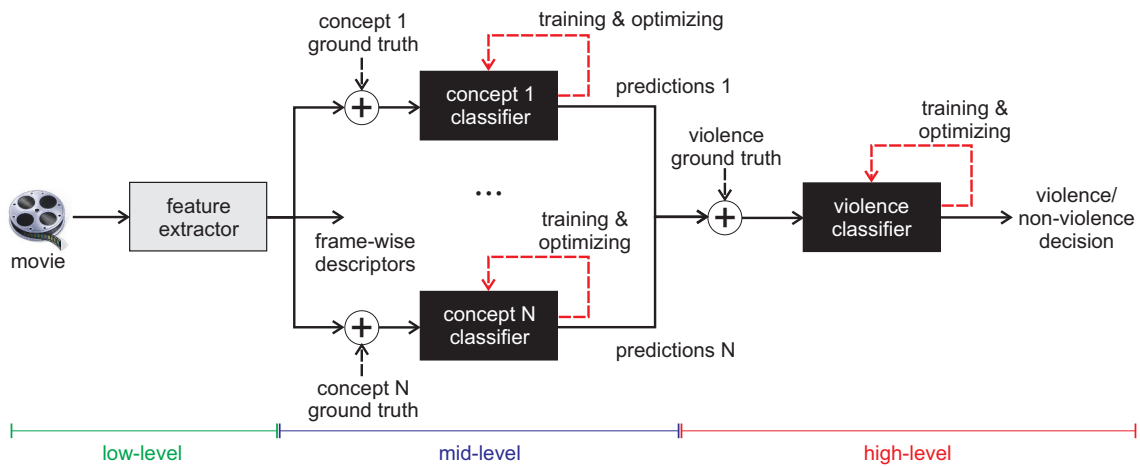 concept 1
ground truth
training & optimizing
concept 1
classifier
predictions 1
training &
optimizing
violence
ground truth
...
feature
extractor
violence
classifier
violence/
non-violence
decision
movie
frame-wise
descriptors
training &
optimizing
concept N
classifier
predictions N
concept N
ground truth
low-level
mid-level
high-level